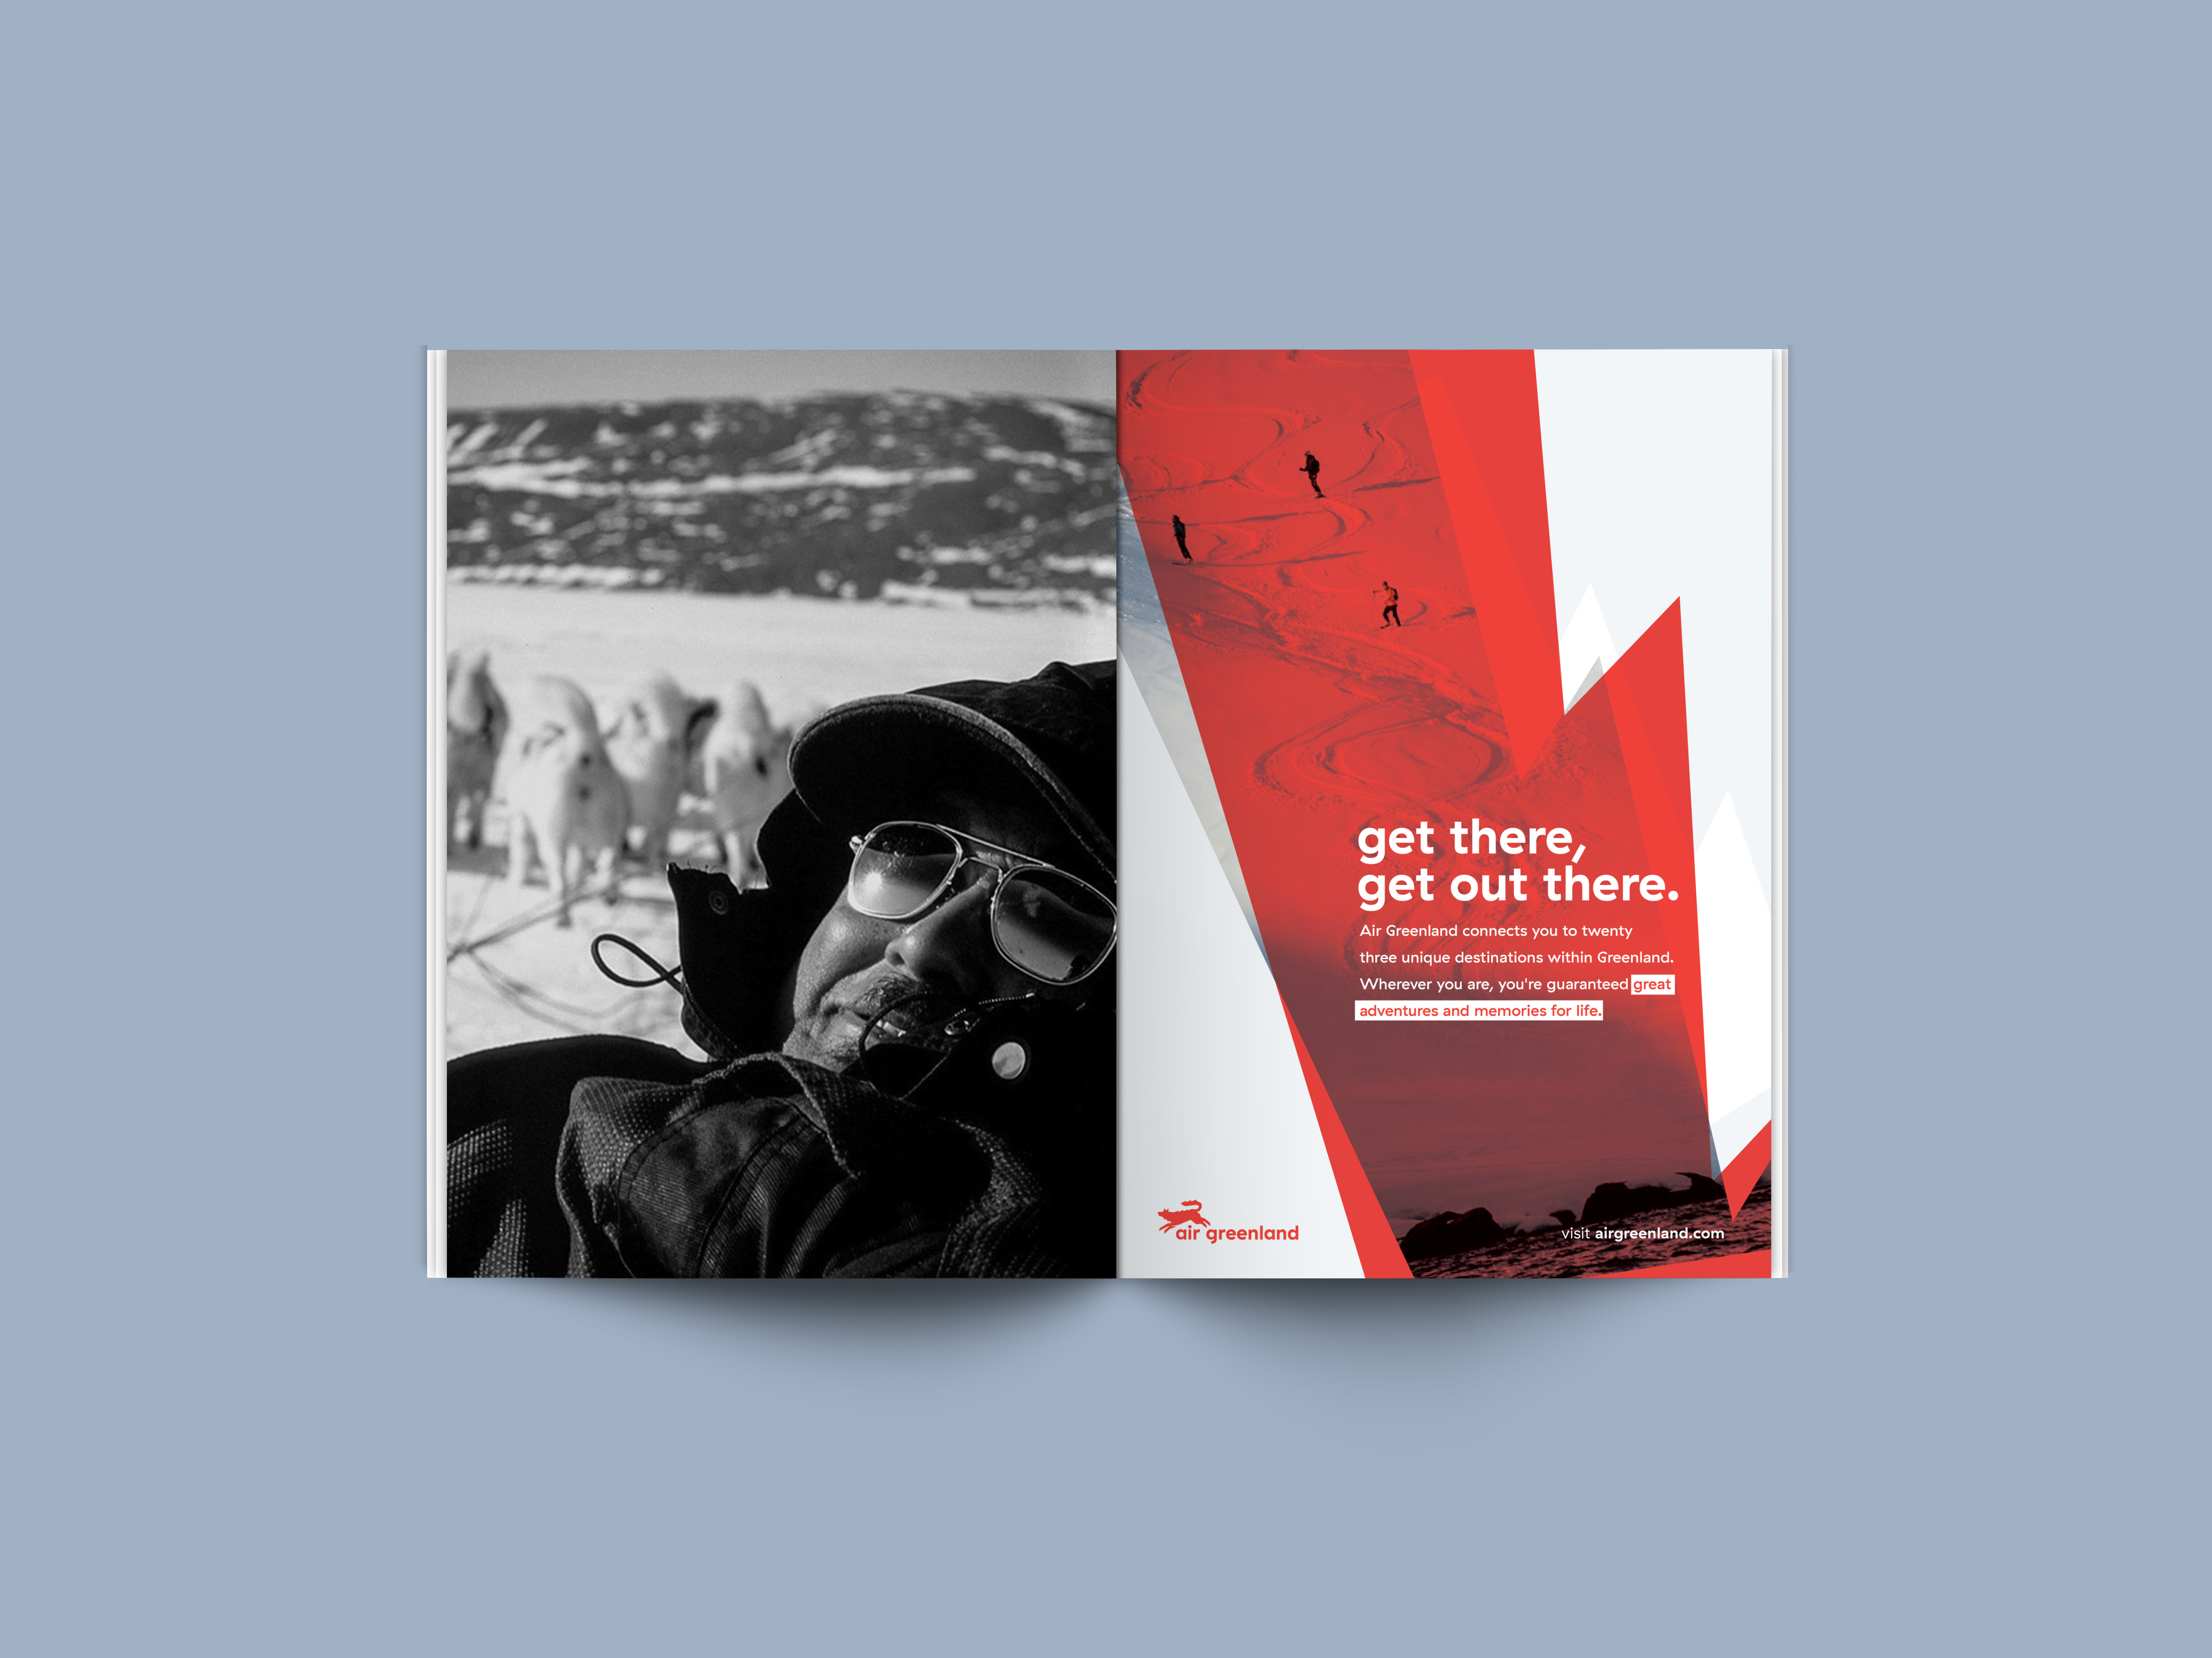 get there,
get out there.
Air Greenland connects you to twenty
three unique destinations within Greenland.
Wherever you are, you're guaranteed great
adventures and memories for life.
air greenland
visit airgreenland.com